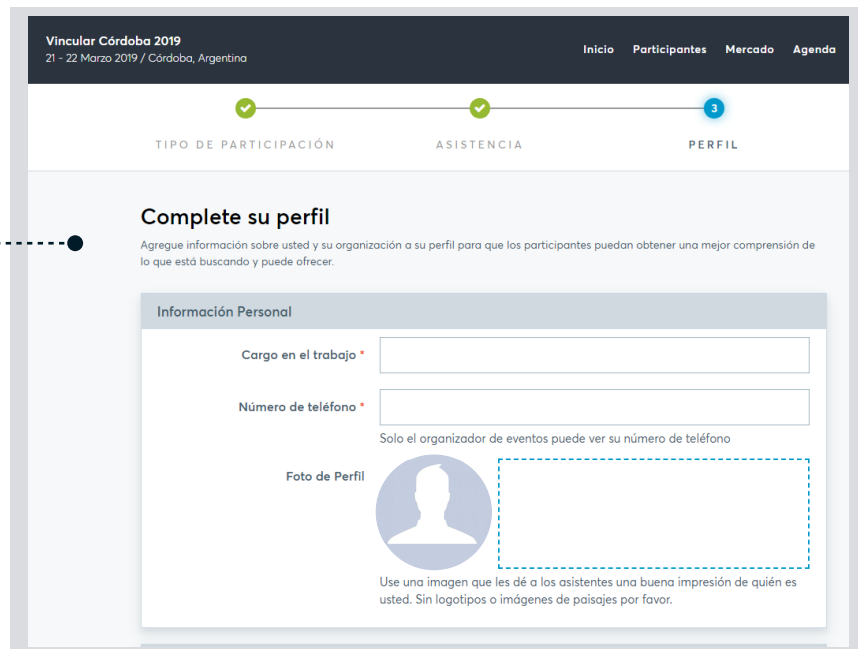 Vincular Córdoba 2019
21 - 22 Marzo 2019 / Córdoba, Argentina
Inicio Participantes Mercado Agenda
3
TIPO DE PARTICIPACIÓN ASISTENCIA PERFIL
Complete su perfil
Agregue información sobre usted y su organización a su perfil para que los participantes puedan obtener una mejor comprensión de
lo que está buscando y puede ofrecer.
Información Personal
Cargo en el trabajo *
Número de teléfono *
Solo el organizador de eventos puede ver su número de teléfono
Foto de Perfil
Use una imagen que les dé a los asistentes una buena impresión de quién es
usted. Sin logotipos o imágenes de paisajes por favor.